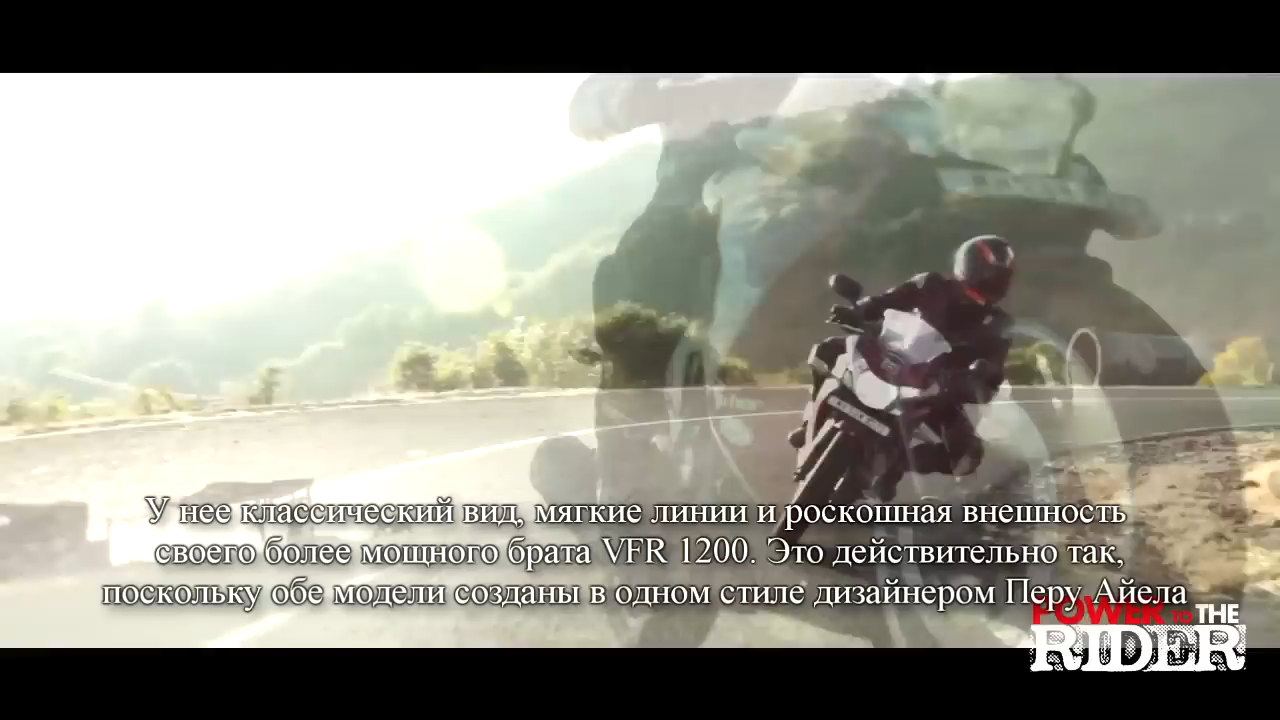 У нее классический вид, мягкие линии и роскошная внешность
своего более мощного брата VFR 1200. Это действительно так,
поскольку обе модели созданы в одном стиле дизайнером Перу Айела
POWER TO THE
RIDER